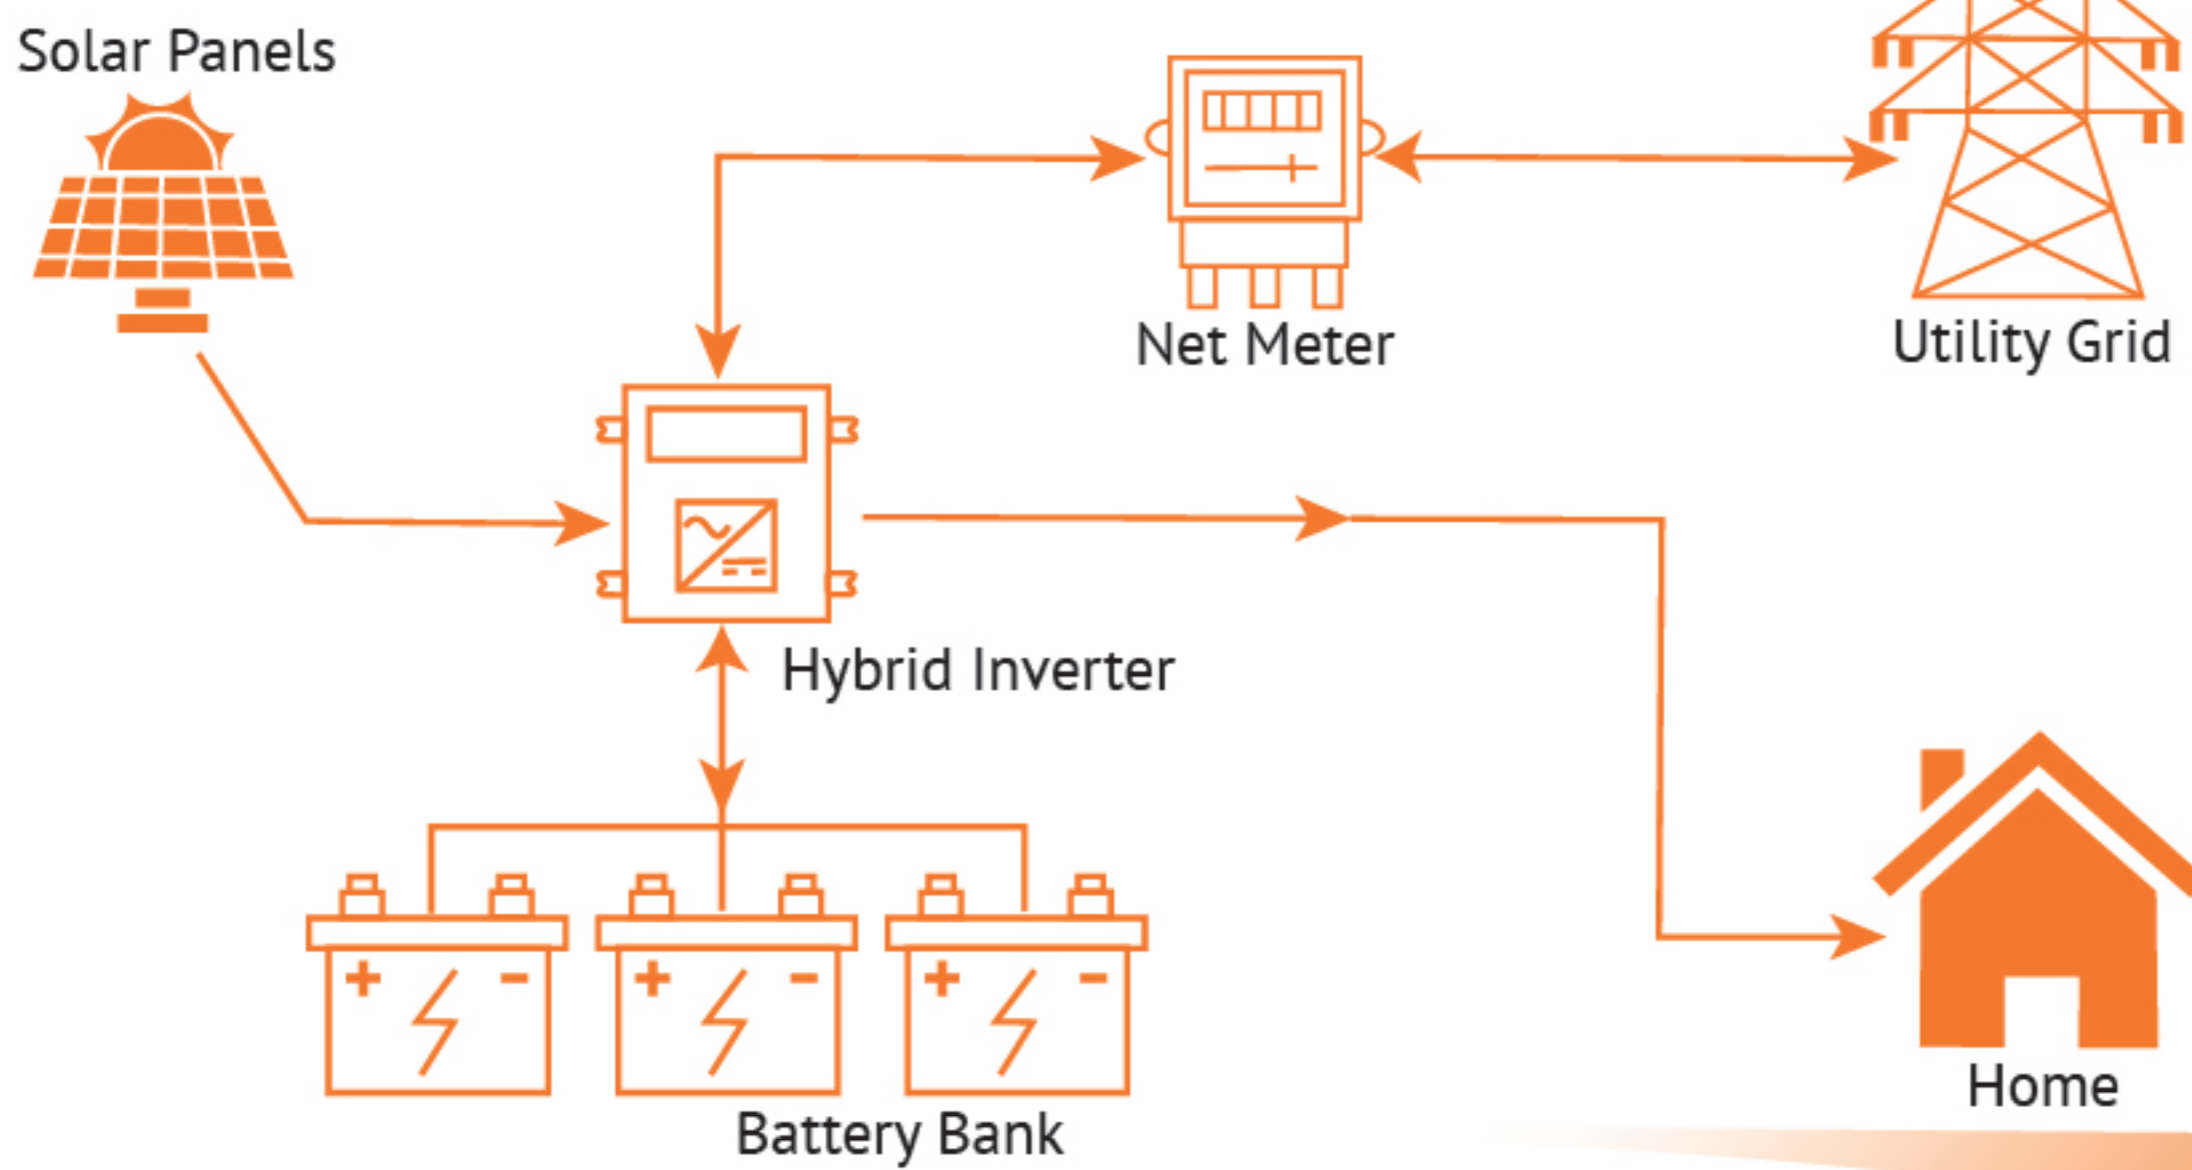 Solar Panels
Net Meter
Utility Grid
Hybrid Inverter
Home
Battery Bank